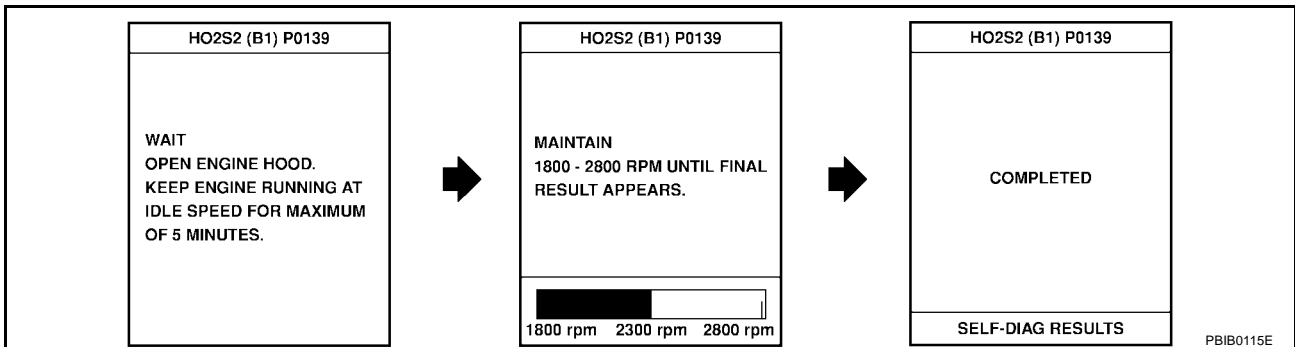 HO2S2 (B1) P0139
WAIT
OPEN ENGINE HOOD.
KEEP ENGINE RUNNING AT
IDLE SPEED FOR MAXIMUM
OF 5 MINUTES.
HO2S2 (B1) P0139
MAINTAIN
1800 - 2800 RPM UNTIL FINAL
RESULT APPEARS.
1800 rpm 2300 rpm 2800 rpm
HO2S2 (B1) P0139
COMPLETED
SELF-DIAG RESULTS
PBIB0115E